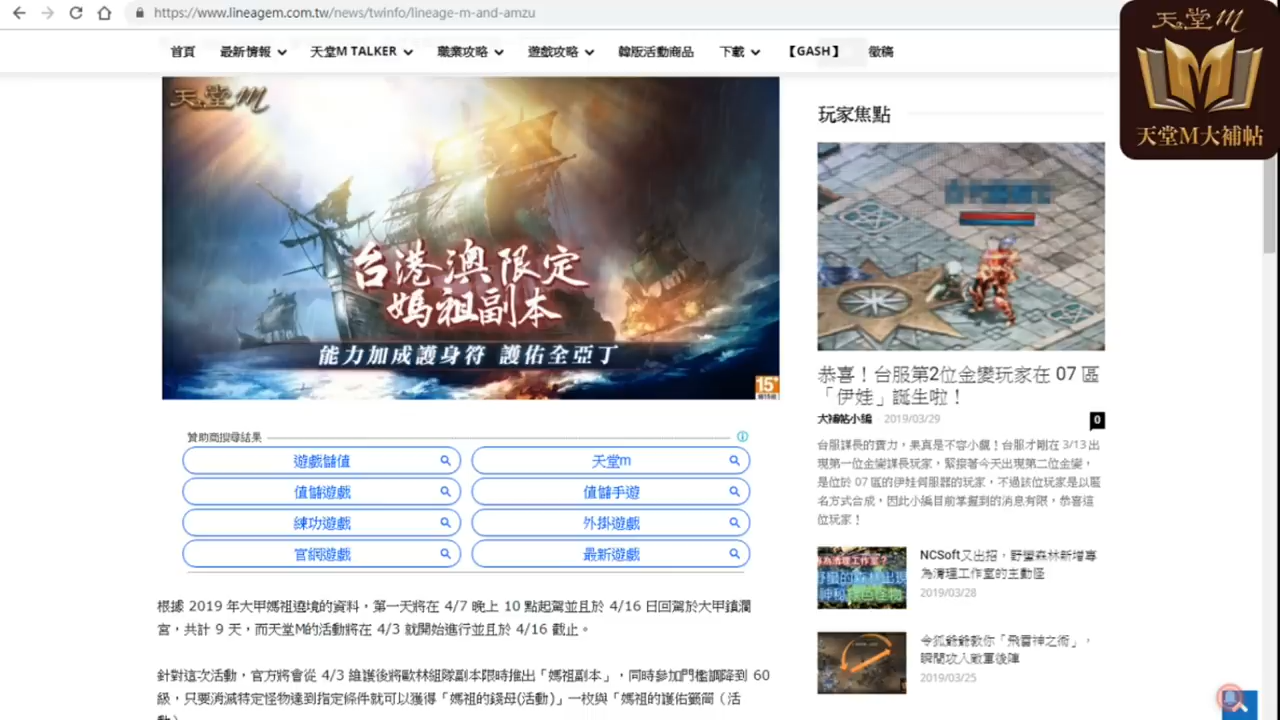 https://www.lineagem.com.tw/news/twinfo/lineage-m-and-amzu
首頁 最新情報 天堂M TALKER 職業攻略 遊戲攻略 韓版活動商品 下載 【GASH】 徵稿
天堂M
天堂M大補帖
天堂M
台港澳限定
媽祖副本
能力加成護身符 護佑全亞丁
15+
玩家焦點
恭喜！台服第2位金變玩家在 07 區
「伊娃」誕生啦！
大補帖小編 2019/03/29
0
台服課長的實力，果真是不容小覷！台服才剛在 3/13 出
現第一位金變課長玩家，緊接著今天出現第二位金變，
是位於 07 區的伊娃伺服器的玩家，不過該位玩家是以匿
名方式合成，因此小編目前掌握到的消息有限，恭喜這
位玩家！
贊助商搜尋結果
遊戲儲值
天堂m
值儲遊戲
值儲手遊
練功遊戲
外掛遊戲
官網遊戲
最新遊戲
NCSoft又出招，野蠻森林新增專
為清理工作室的主動怪
2019/03/28
令狐爺爺教你「飛雷神之術」，
瞬間切入敵軍後陣
2019/03/25
根據 2019 年大甲媽祖遶境的資料，第一天將在 4/7 晚上 10 點起駕並且於 4/16 日回駕於大甲鎮瀾
宮，共計 9 天，而天堂M的活動將在 4/3 就開始進行並且於 4/16 截止。
針對這次活動，官方將會從 4/3 維護後將歐林組隊副本限時推出「媽祖副本」，同時參加門檻調降到 60
級，只要消滅特定怪物達到指定條件就可以獲得「媽祖的錢母(活動)」一枚與「媽祖的護佑籤筒（活